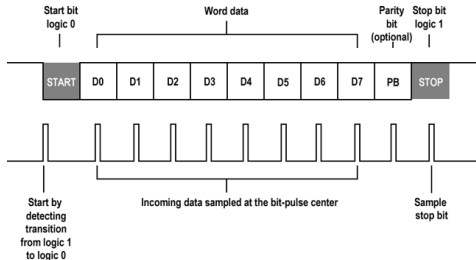 Start bit
logic 0
Word data
Parity
bit
(optional)
Stop bit
logic 1
START
D0
D1
D2
D3
D4
D5
D6
D7
PB
STOP
Start by
detecting
transition
from logic 1
to logic 0
Incoming data sampled at the bit-pulse center
Sample
stop bit